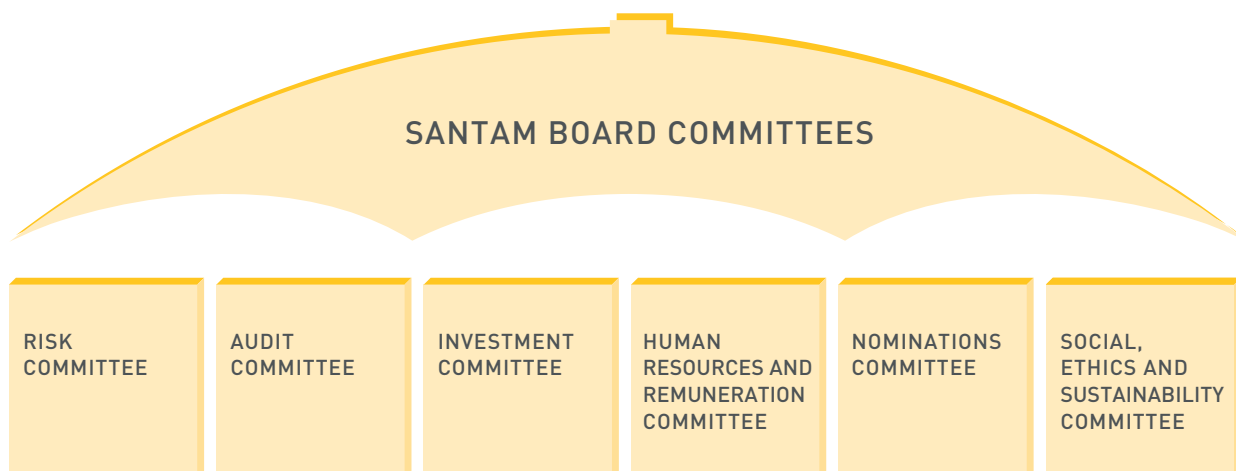 SANTAM BOARD COMMITTEES
RISK
COMMITTEE
AUDIT
COMMITTEE
INVESTMENT
COMMITTEE
HUMAN
RESOURCES AND
REMUNERATION
COMMITTEE
NOMINATIONS
COMMITTEE
SOCIAL,
ETHICS AND
SUSTAINABILITY
COMMITTEE